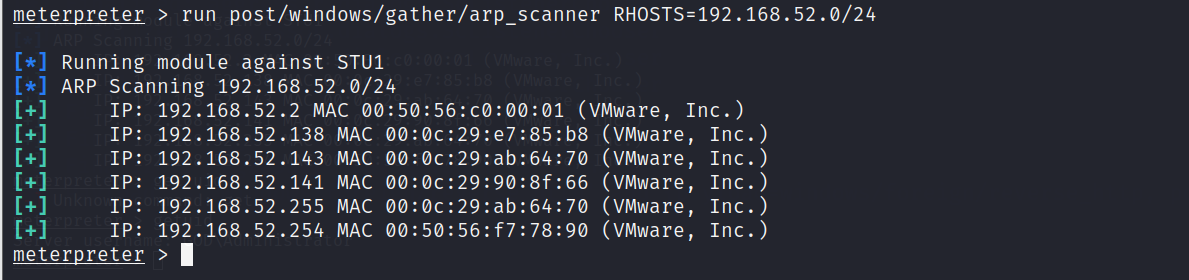 meterpreter > run post/windows/gather/arp_scanner RHOSTS=192.168.52.0/24
[*] Running module against STU1
[*] ARP Scanning 192.168.52.0/24
[+] IP: 192.168.52.2 MAC 00:50:56:c0:00:01 (VMware, Inc.)
[+] IP: 192.168.52.138 MAC 00:0c:29:e7:85:b8 (VMware, Inc.)
[+] IP: 192.168.52.143 MAC 00:0c:29:ab:64:70 (VMware, Inc.)
[+] IP: 192.168.52.141 MAC 00:0c:29:90:8f:66 (VMware, Inc.)
[+] IP: 192.168.52.255 MAC 00:0c:29:ab:64:70 (VMware, Inc.)
[+] IP: 192.168.52.254 MAC 00:50:56:f7:78:90 (VMware, Inc.)
meterpreter >